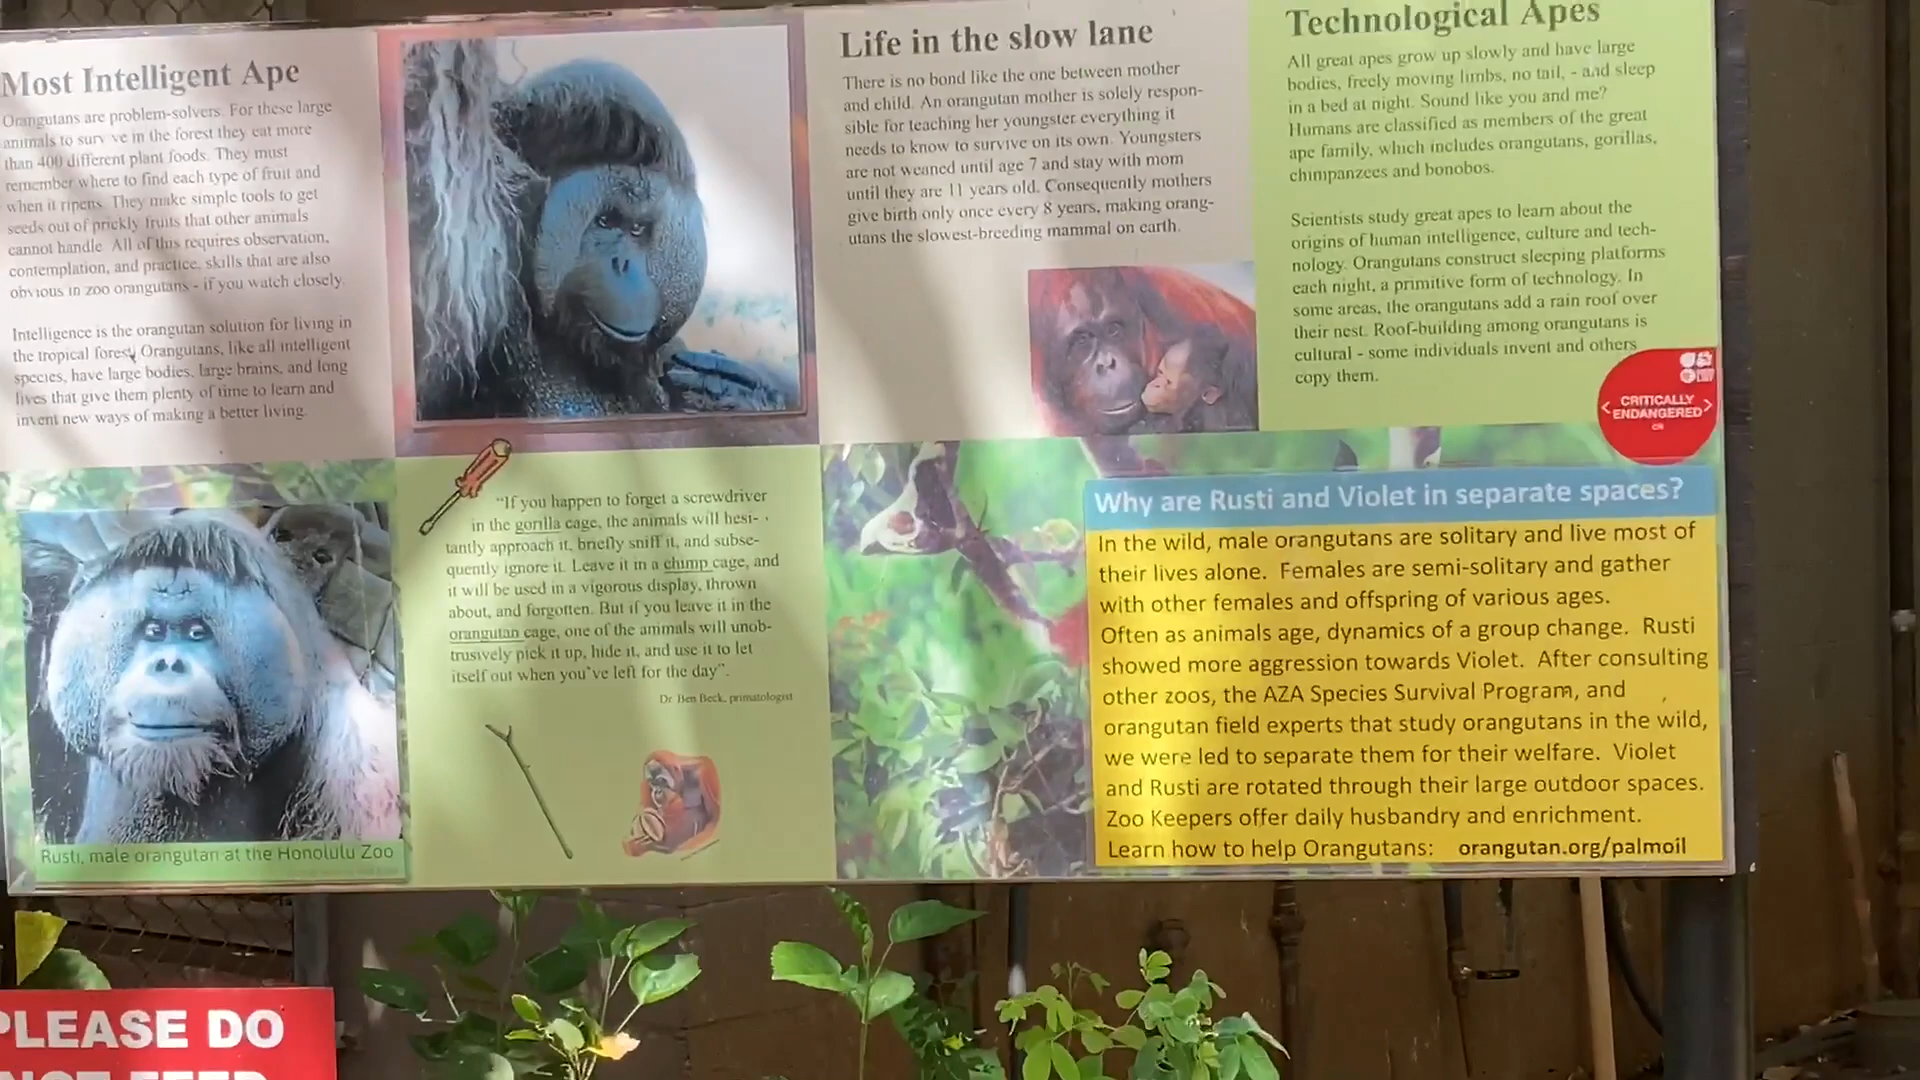 Most Intelligent Ape
Orangutans are problem-solvers. For these large
animals to surv ve in the forest they eat more
than 400 different plant foods. They must
remember where to find each type of fruit and
when it ripens. They make simple tools to get
seeds out of prickly fruits that other animals
cannot handle. All of this requires observation,
contemplation, and practice, skills that are also
obvious in zoo orangutans - if you watch closely.
Intelligence is the orangutan solution for living in
the tropical forest. Orangutans, like all intelligent
species, have large bodies, large brains, and long
lives that give them plenty of time to learn and
invent new ways of making a better living.
Life in the slow lane
There is no bond like the one between mother
and child. An orangutan mother is solely respon-
sible for teaching her youngster everything it
needs to know to survive on its own. Youngsters
are not weaned until age 7 and stay with mom
until they are 11 years old. Consequently mothers
give birth only once every 8 years, making orang-
utans the slowest-breeding mammal on earth.
Technological Apes
All great apes grow up slowly and have large
bodies, freely moving limbs, no tail, - and sleep
in a bed at night. Sound like you and me?
Humans are classified as members of the great
ape family, which includes orangutans, gorillas,
chimpanzees and bonobos.
Scientists study great apes to learn about the
origins of human intelligence, culture and tech-
nology. Orangutans construct sleeping platforms
each night, a primitive form of technology. In
some areas, the orangutans add a rain roof over
their nest. Roof-building among orangutans is
cultural - some individuals invent and others
copy them.
CRITICALLY
ENDANGERED
CR
Rusti, male orangutan at the Honolulu Zoo
"If you happen to forget a screwdriver
in the gorilla cage, the animals will hesi-
tantly approach it, briefly sniff it, and subse-
quently ignore it. Leave it in a chimp cage, and
it will be used in a vigorous display, thrown
about, and forgotten. But if you leave it in the
orangutan cage, one of the animals will unob-
trusively pick it up, hide it, and use it to let
itself out when you've left for the day".
Dr. Ben Beck, primatologist
Why are Rusti and Violet in separate spaces?
In the wild, male orangutans are solitary and live most of
their lives alone. Females are semi-solitary and gather
with other females and offspring of various ages.
Often as animals age, dynamics of a group change. Rusti
showed more aggression towards Violet. After consulting
other zoos, the AZA Species Survival Program, and
orangutan field experts that study orangutans in the wild,
we were led to separate them for their welfare. Violet
and Rusti are rotated through their large outdoor spaces.
Zoo Keepers offer daily husbandry and enrichment.
Learn how to help Orangutans: orangutan.org/palmoil
PLEASE DO
NOT FEED